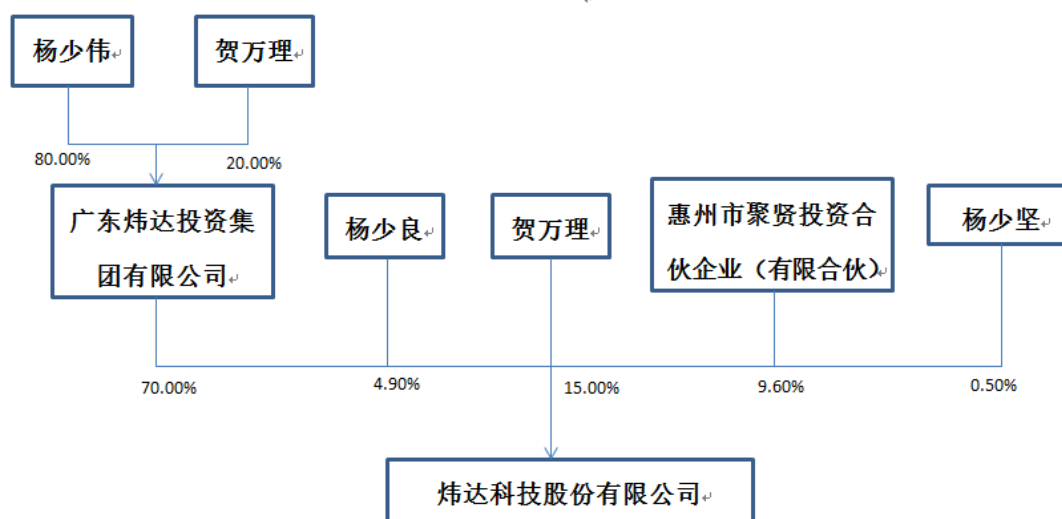 杨少伟
贺万理
80.00%
20.00%
广东炜达投资集
团有限公司
杨少良
贺万理
惠州市聚贤投资合
伙企业（有限合伙）
杨少坚
70.00%
4.90%
15.00%
9.60%
0.50%
炜达科技股份有限公司